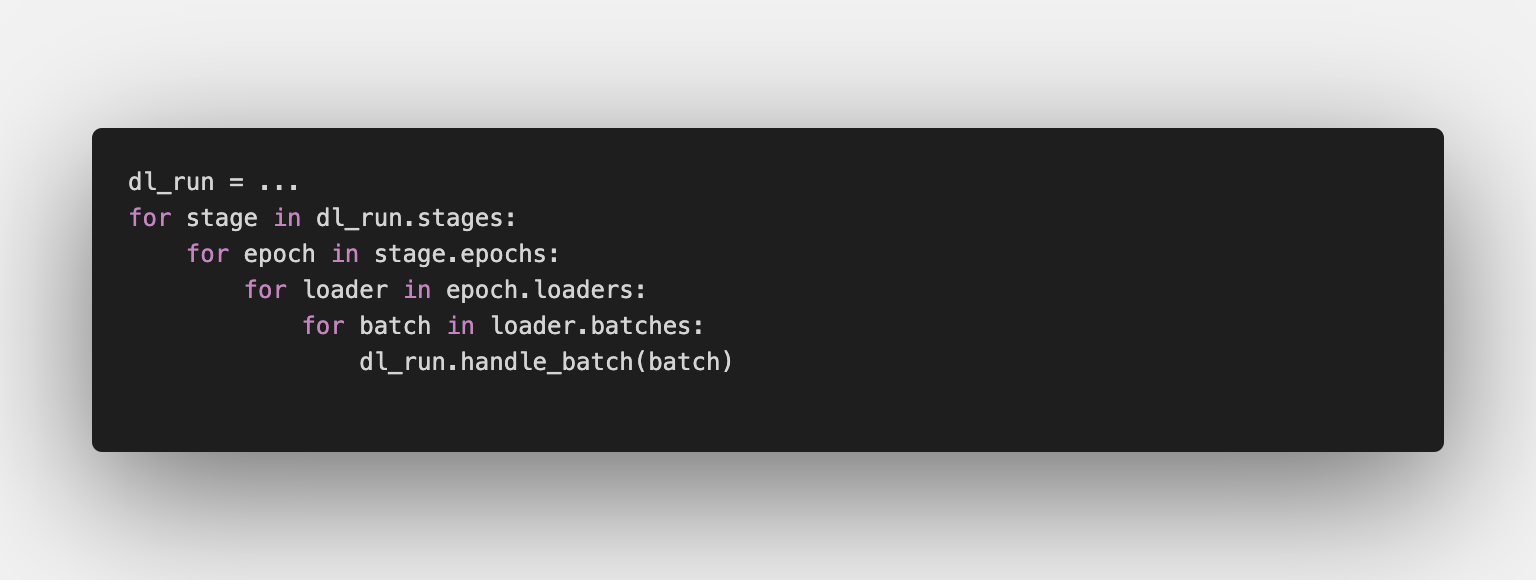 dl_run = ...
for stage in dl_run.stages:
    for epoch in stage.epochs:
        for loader in epoch.loaders:
            for batch in loader.batches:
                dl_run.handle_batch(batch)